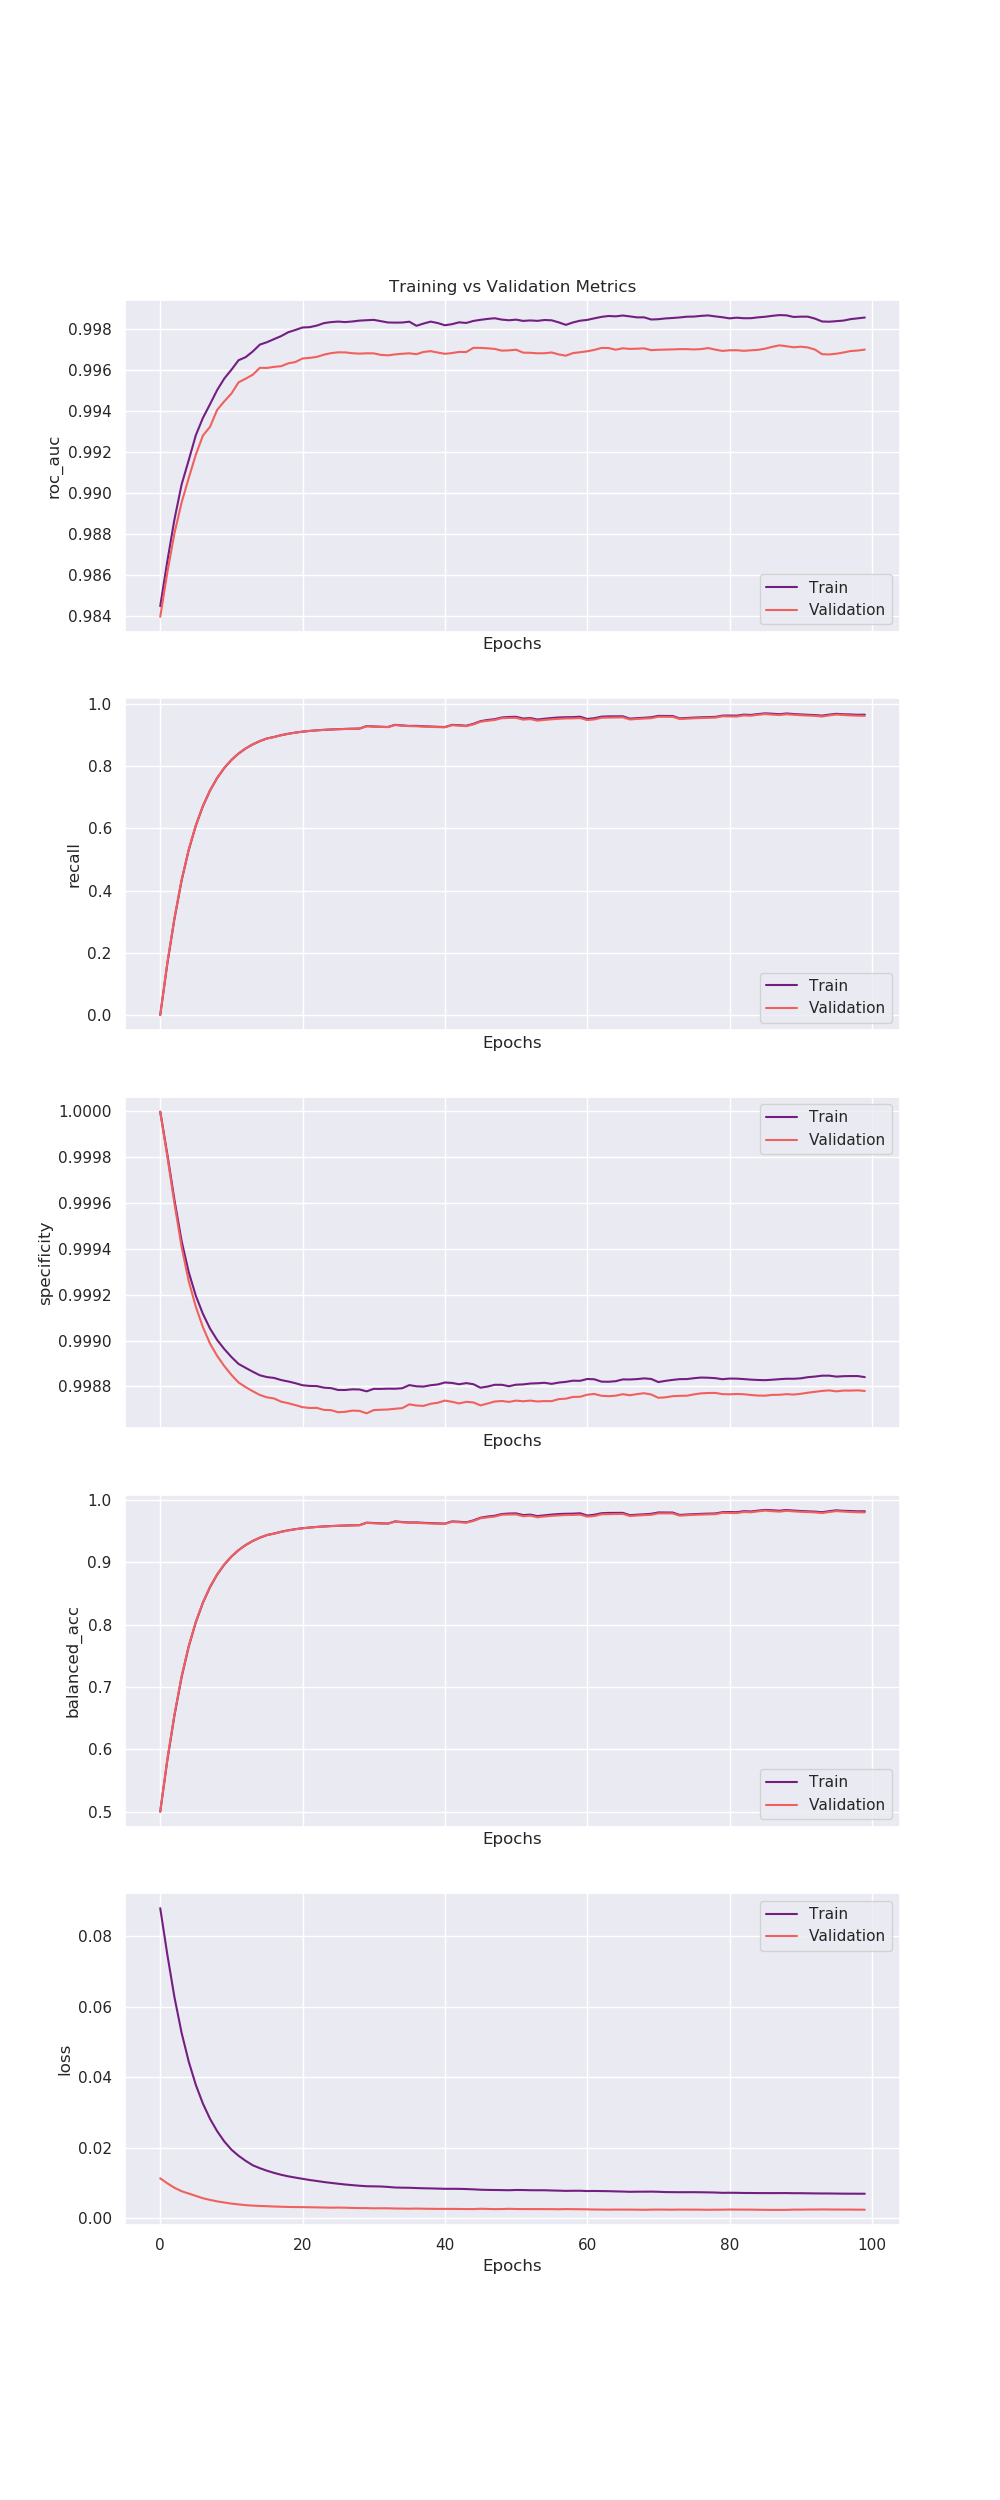 Training vs Validation Metrics
0.998
0.996
0.994
0.992
0.990
0.988
0.986
0.984
roc_auc
Train
Validation
Epochs
1.0
0.8
0.6
0.4
0.2
0.0
recall
Train
Validation
Epochs
1.0000
0.9998
0.9996
0.9994
0.9992
0.9990
0.9988
specificity
Train
Validation
Epochs
1.0
0.9
0.8
0.7
0.6
0.5
balanced_acc
Train
Validation
Epochs
0.08
0.06
0.04
0.02
0.00
loss
Train
Validation
0 20 40 60 80 100
Epochs